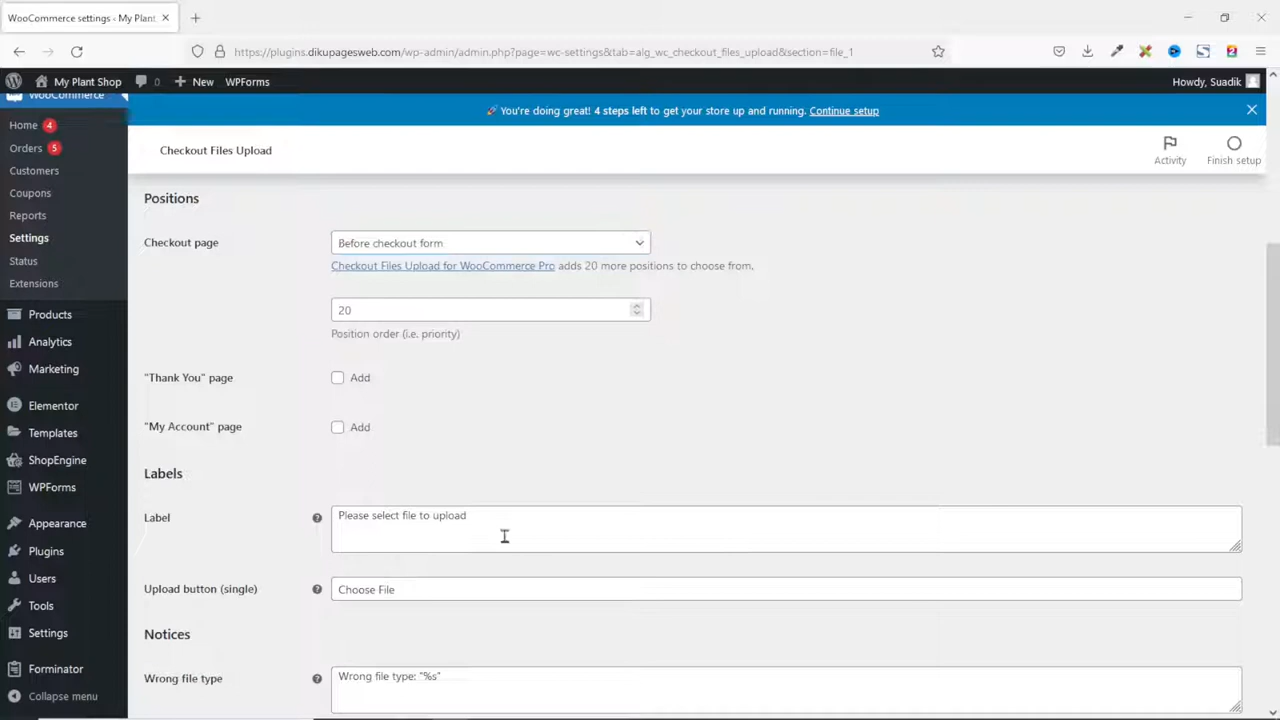 WooCommerce settings ‹ My Plant
https://plugins.dikupagesweb.com/wp-admin/admin.php?page=wc-settings&tab=alg_wc_checkout_files_upload&section=file_1
My Plant Shop
0
New
WPForms
Howdy, Suadik
WooCommerce
Home 4
Orders 5
Customers
Coupons
Reports
Settings
Status
Extensions
Products
Analytics
Marketing
Elementor
Templates
ShopEngine
WPForms
Appearance
Plugins
Users
Tools
Settings
Forminator
Collapse menu
🚀 You're doing great! 4 steps left to get your store up and running. Continue setup
Checkout Files Upload
Activity
Finish setup
Positions
Checkout page
Before checkout form
Checkout Files Upload for WooCommerce Pro adds 20 more positions to choose from.
20
Position order (i.e. priority)
"Thank You" page
Add
"My Account" page
Add
Labels
Label
Please select file to upload
Upload button (single)
Choose File
Notices
Wrong file type
Wrong file type: "%s"